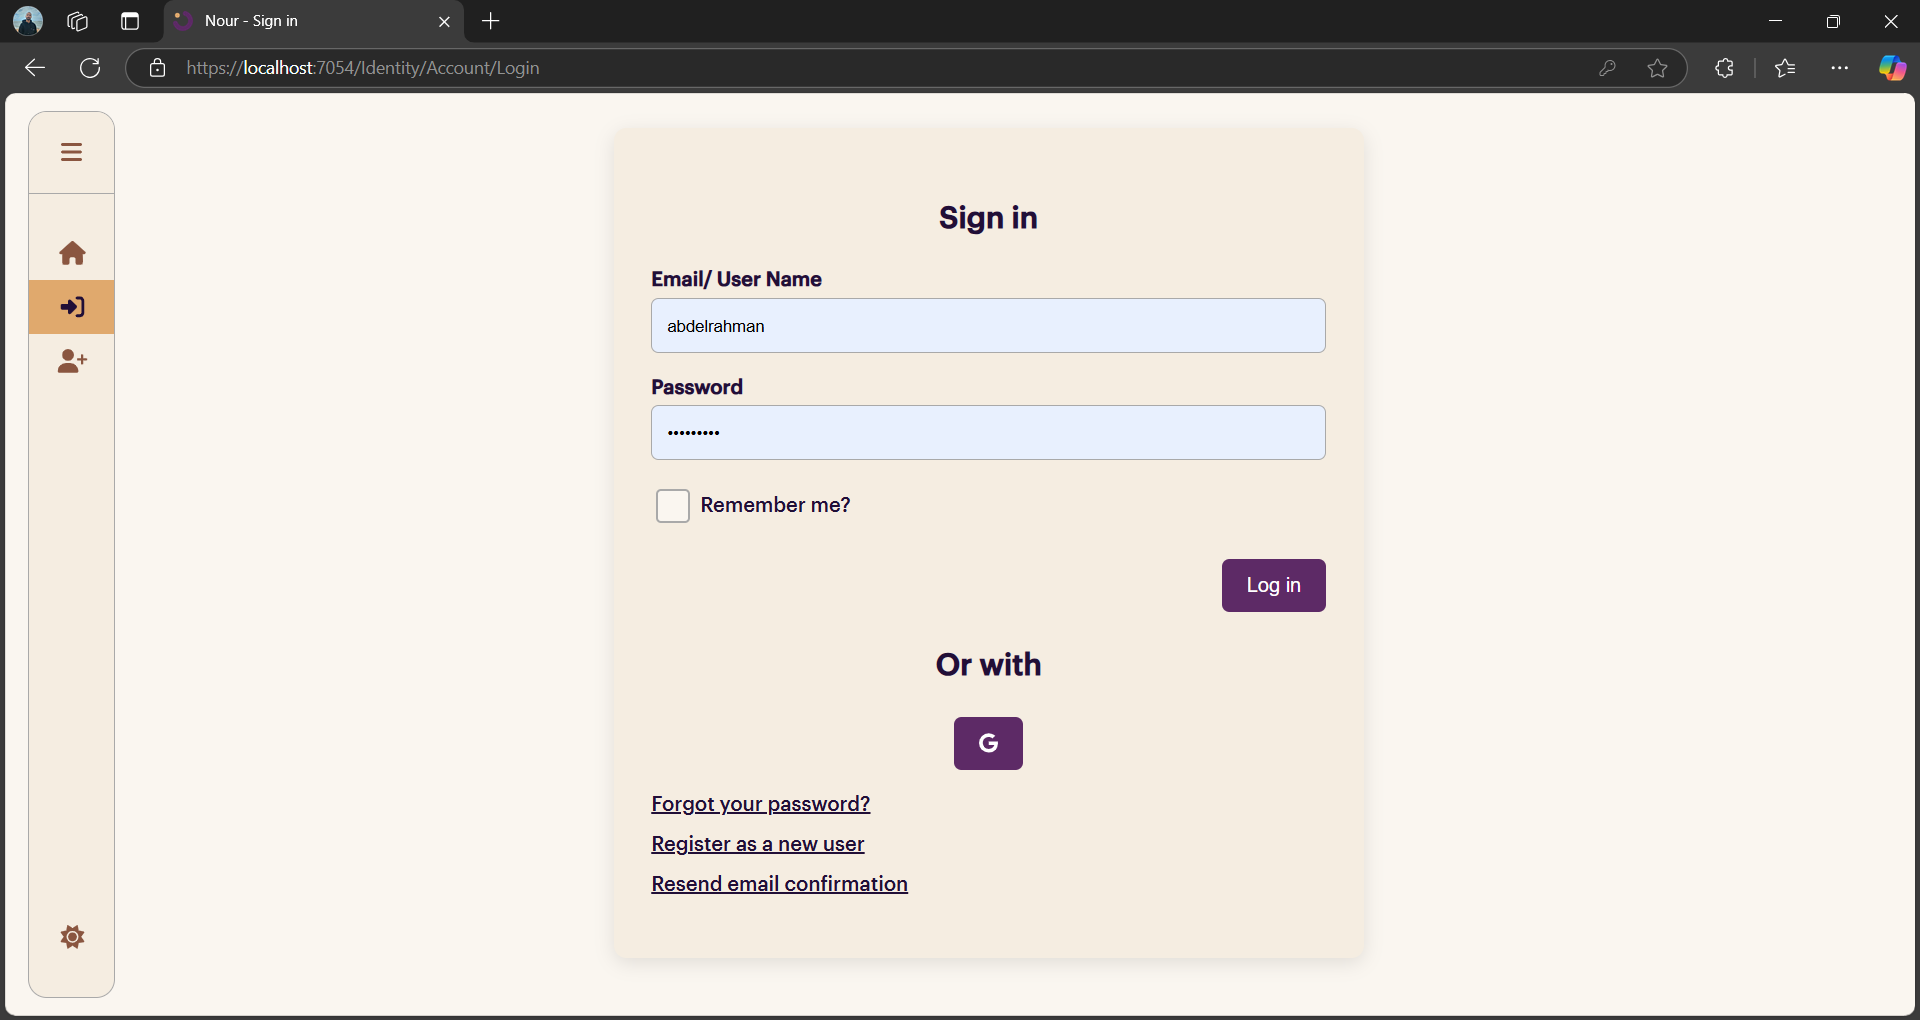 Nour - Sign in
https://localhost:7054/Identity/Account/Login
Sign in
Email/ User Name
abdelrahman
Password
•••••••••
Remember me?
Log in
Or with
G
Forgot your password?
Register as a new user
Resend email confirmation